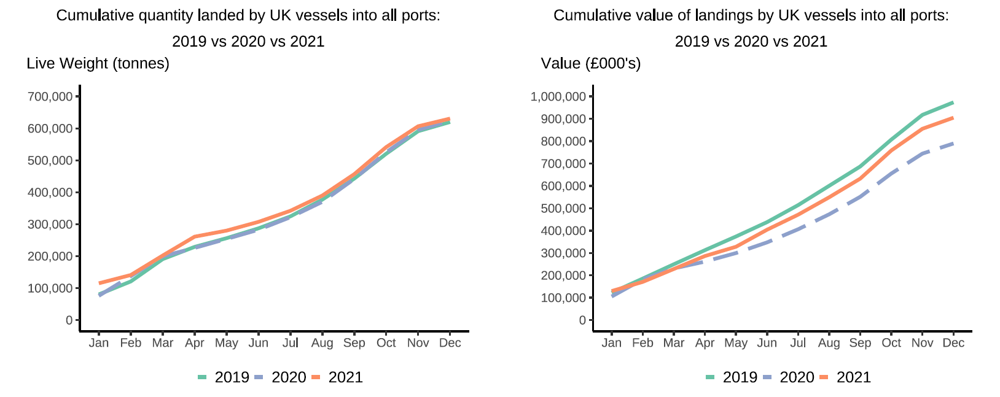 Cumulative quantity landed by UK vessels into all ports:
2019 vs 2020 vs 2021
Live Weight (tonnes)
700,000
600,000
500,000
400,000
300,000
200,000
100,000
0
Jan Feb Mar Apr May Jun Jul Aug Sep Oct Nov Dec
2019 2020 2021
Cumulative value of landings by UK vessels into all ports:
2019 vs 2020 vs 2021
Value (£000's)
1,000,000
900,000
800,000
700,000
600,000
500,000
400,000
300,000
200,000
100,000
0
Jan Feb Mar Apr May Jun Jul Aug Sep Oct Nov Dec
2019 2020 2021